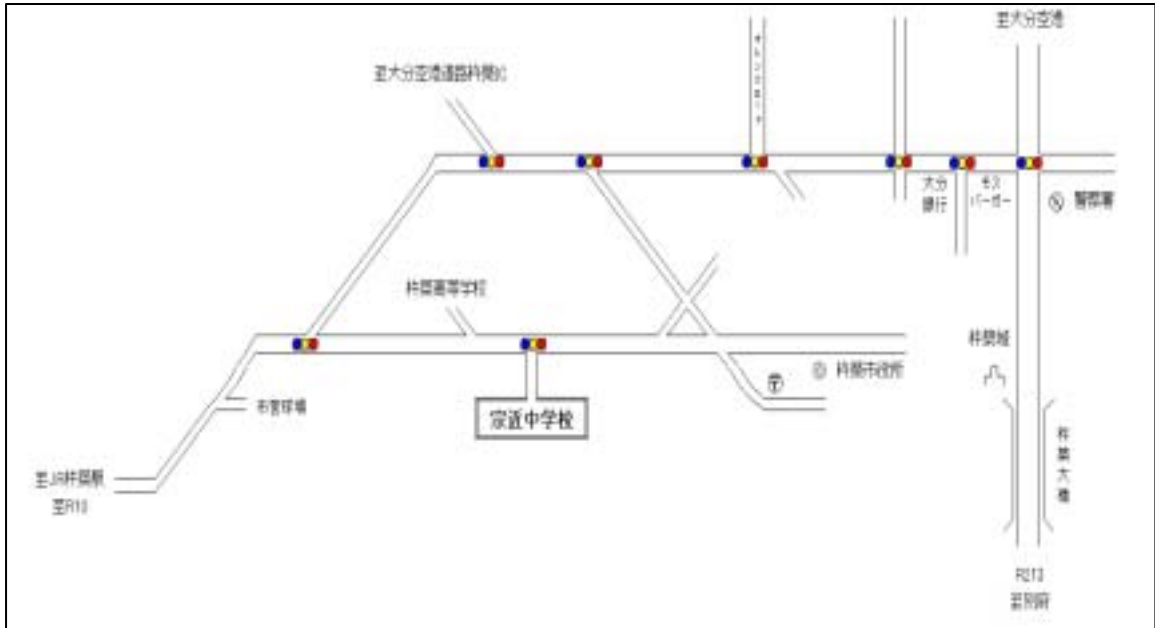 至大分空港
至大分空港道路杵築IC
大分
銀行
モス
バーガー
警察署
杵築高等学校
杵築城
杵築市役所
市営球場
宗近中学校
杵築大橋
至JR杵築駅
至R10
R213
至別府